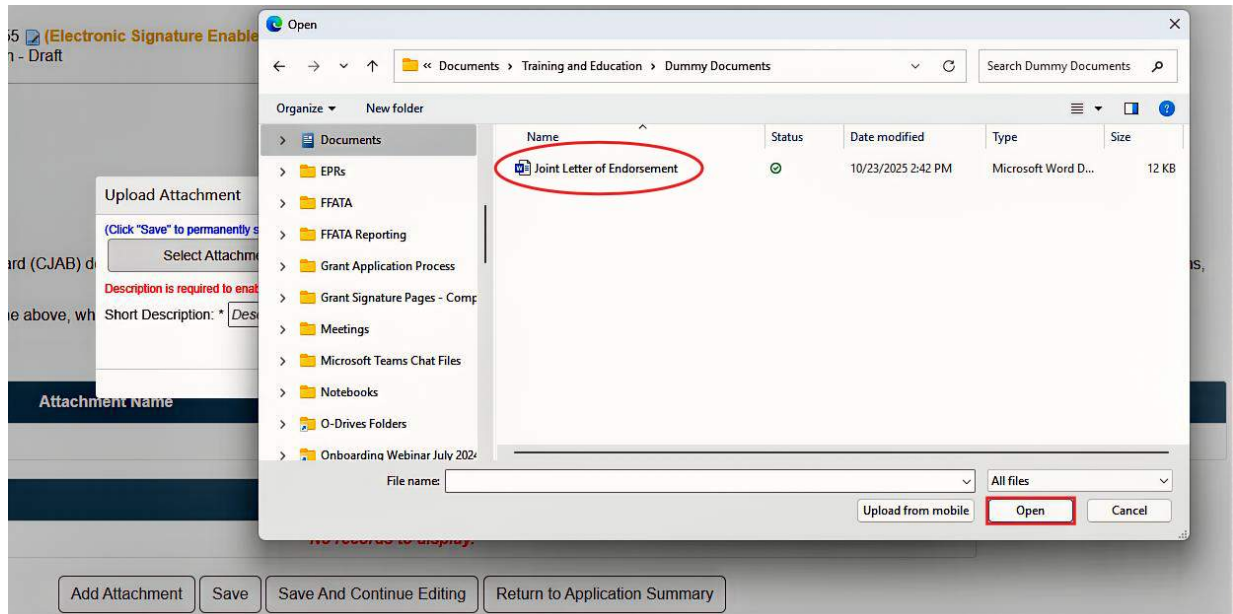 55 (Electronic Signature Enable
n - Draft
Open
« Documents > Training and Education > Dummy Documents
Search Dummy Documents
Organize
New folder
Name Status Date modified Type Size
Documents
Joint Letter of Endorsement 10/23/2025 2:42 PM Microsoft Word D... 12 KB
EPRs
FFATA
FFATA Reporting
Grant Application Process
Grant Signature Pages - Comp
Meetings
Microsoft Teams Chat Files
Notebooks
O-Drives Folders
Onboarding Webinar July 2024
Upload Attachment
(Click "Save" to permanently s
Select Attachme
ard (CJAB) d
ns,
Description is required to enab
e above, wh
Short Description: * Des
Attachment Name
File name:
All files
Upload from mobile
Open
Cancel
No records to display.
Add Attachment
Save
Save And Continue Editing
Return to Application Summary